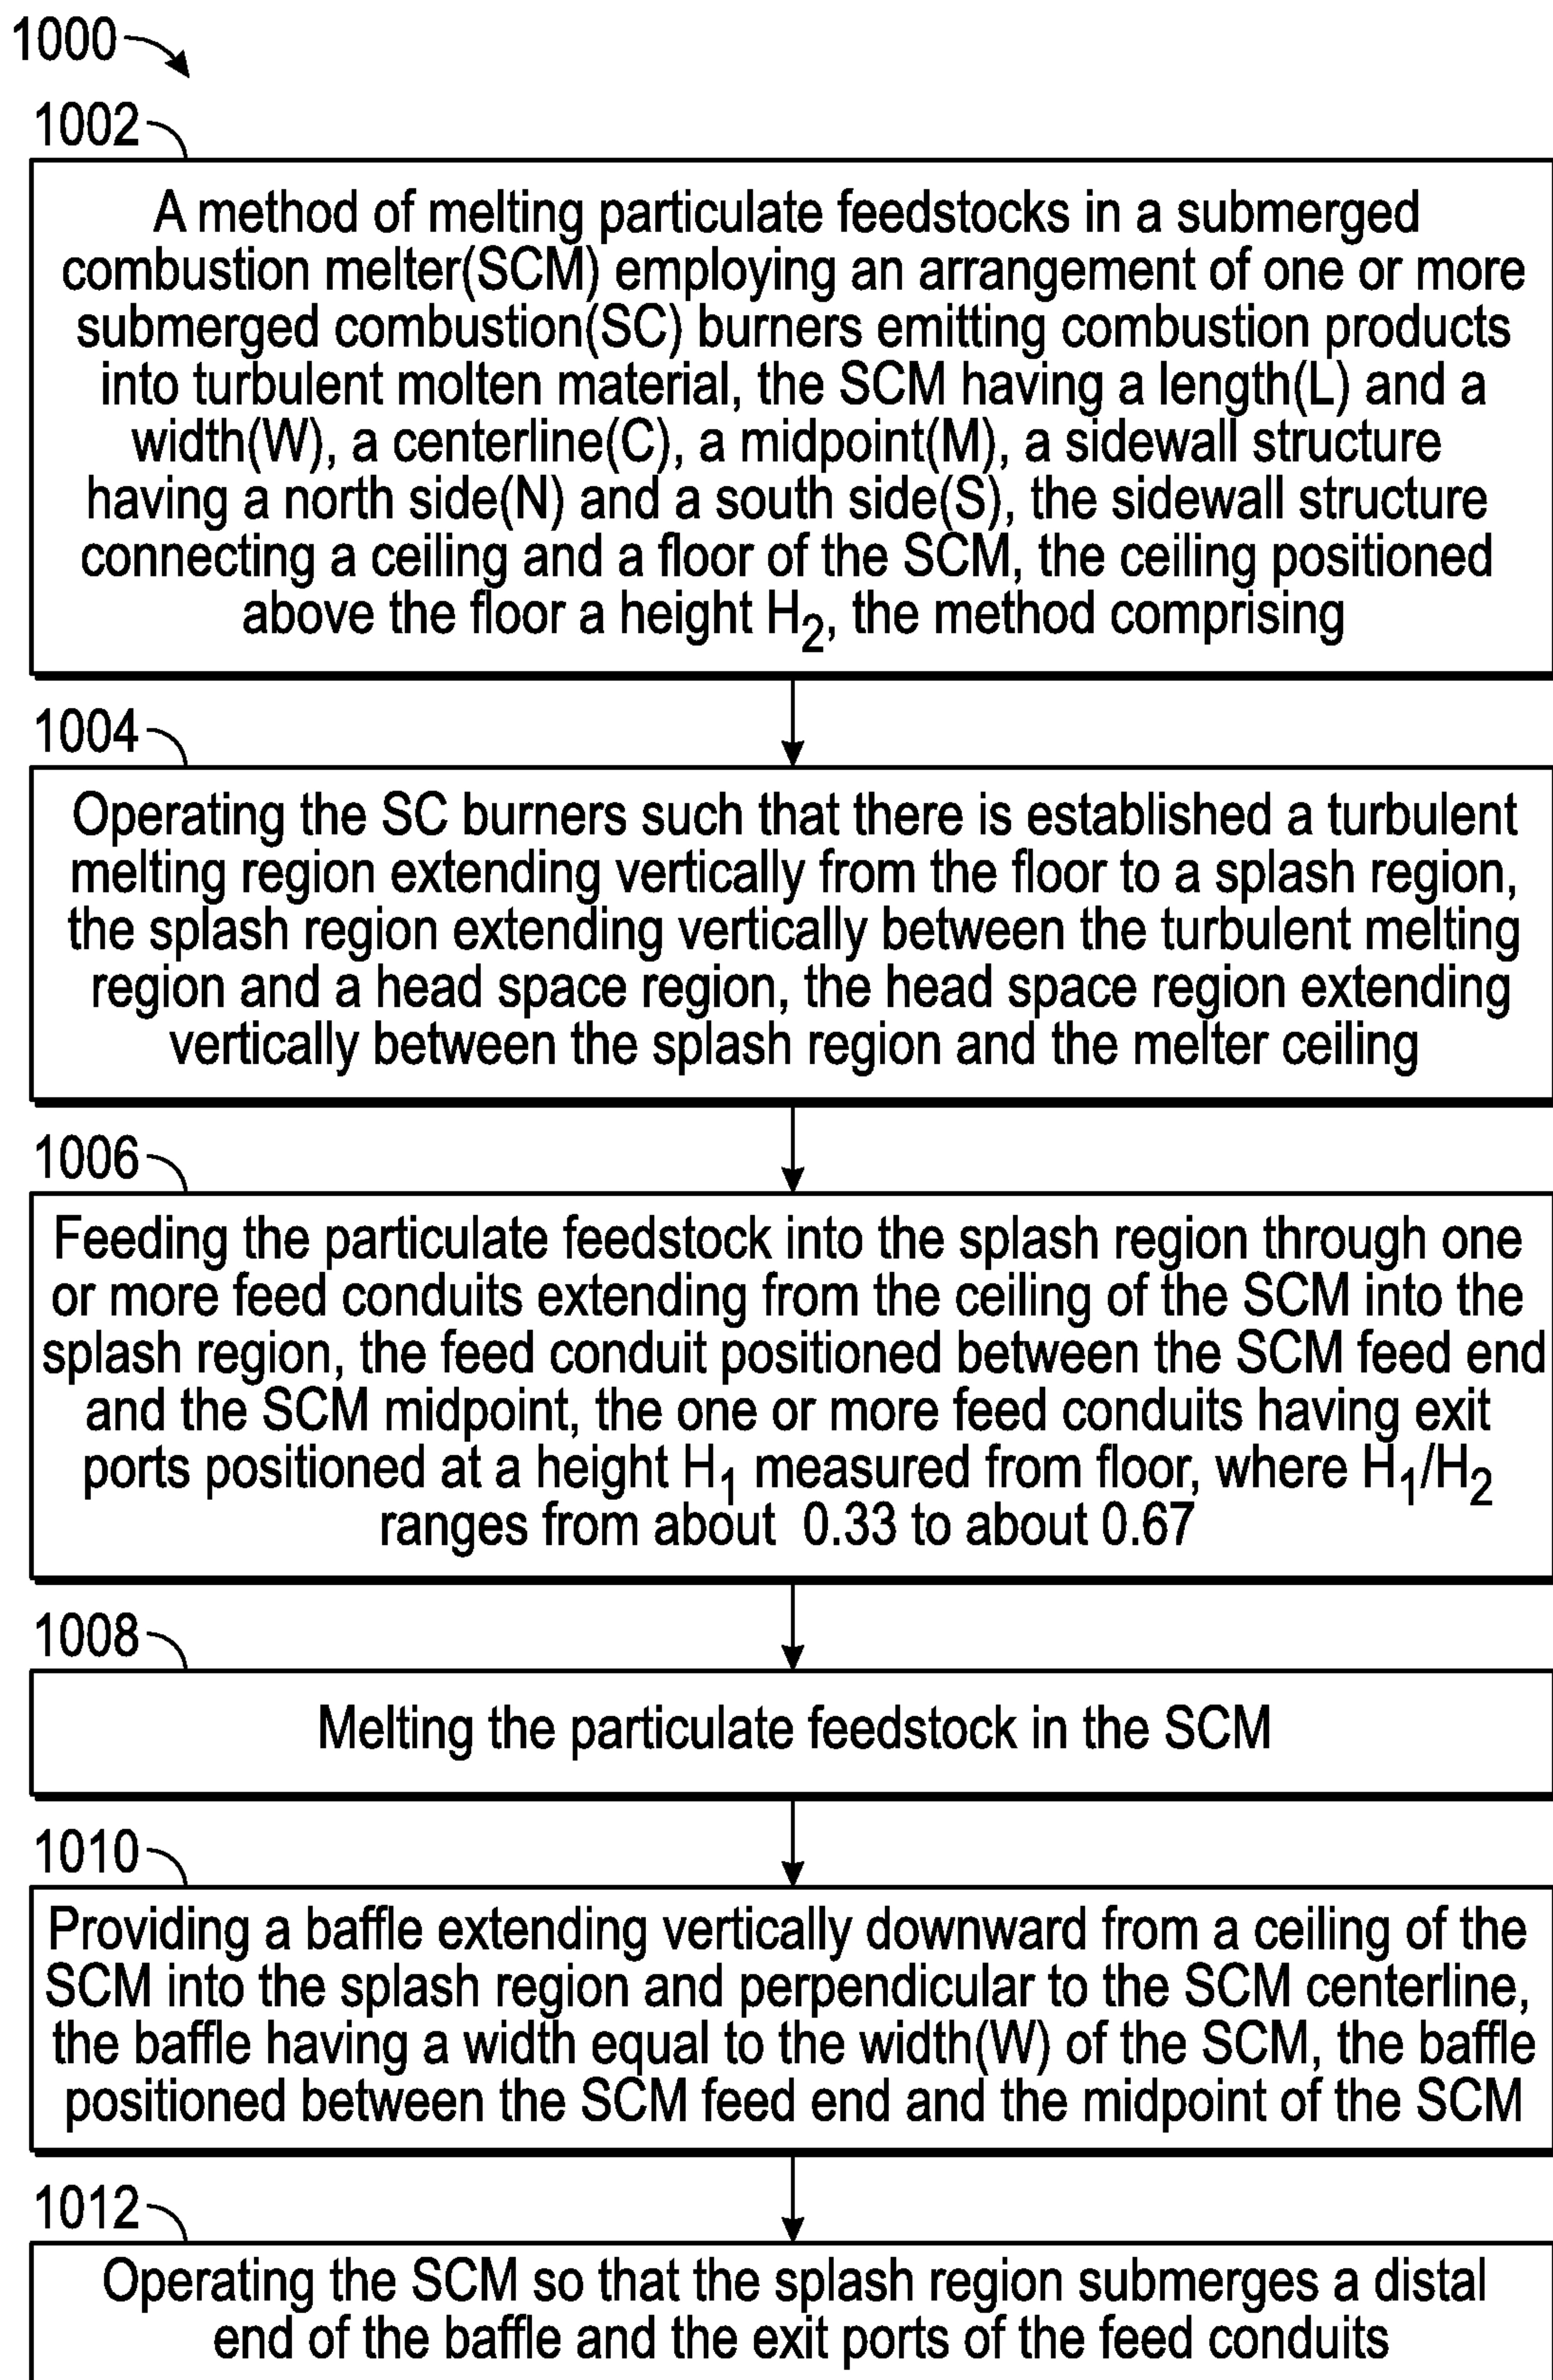 1000
1002
A method of melting particulate feedstocks in a submerged
combustion melter(SCM) employing an arrangement of one or more
submerged combustion(SC) burners emitting combustion products
into turbulent molten material, the SCM having a length(L) and a
width(W), a centerline(C), a midpoint(M), a sidewall structure
having a north side(N) and a south side(S), the sidewall structure
connecting a ceiling and a floor of the SCM, the ceiling positioned
above the floor a height H₂, the method comprising
1004
Operating the SC burners such that there is established a turbulent
melting region extending vertically from the floor to a splash region,
the splash region extending vertically between the turbulent melting
region and a head space region, the head space region extending
vertically between the splash region and the melter ceiling
1006
Feeding the particulate feedstock into the splash region through one
or more feed conduits extending from the ceiling of the SCM into the
splash region, the feed conduit positioned between the SCM feed end
and the SCM midpoint, the one or more feed conduits having exit
ports positioned at a height H₁ measured from floor, where H₁/H₂
ranges from about 0.33 to about 0.67
1008
Melting the particulate feedstock in the SCM
1010
Providing a baffle extending vertically downward from a ceiling of the
SCM into the splash region and perpendicular to the SCM centerline,
the baffle having a width equal to the width(W) of the SCM, the baffle
positioned between the SCM feed end and the midpoint of the SCM
1012
Operating the SCM so that the splash region submerges a distal
end of the baffle and the exit ports of the feed conduits